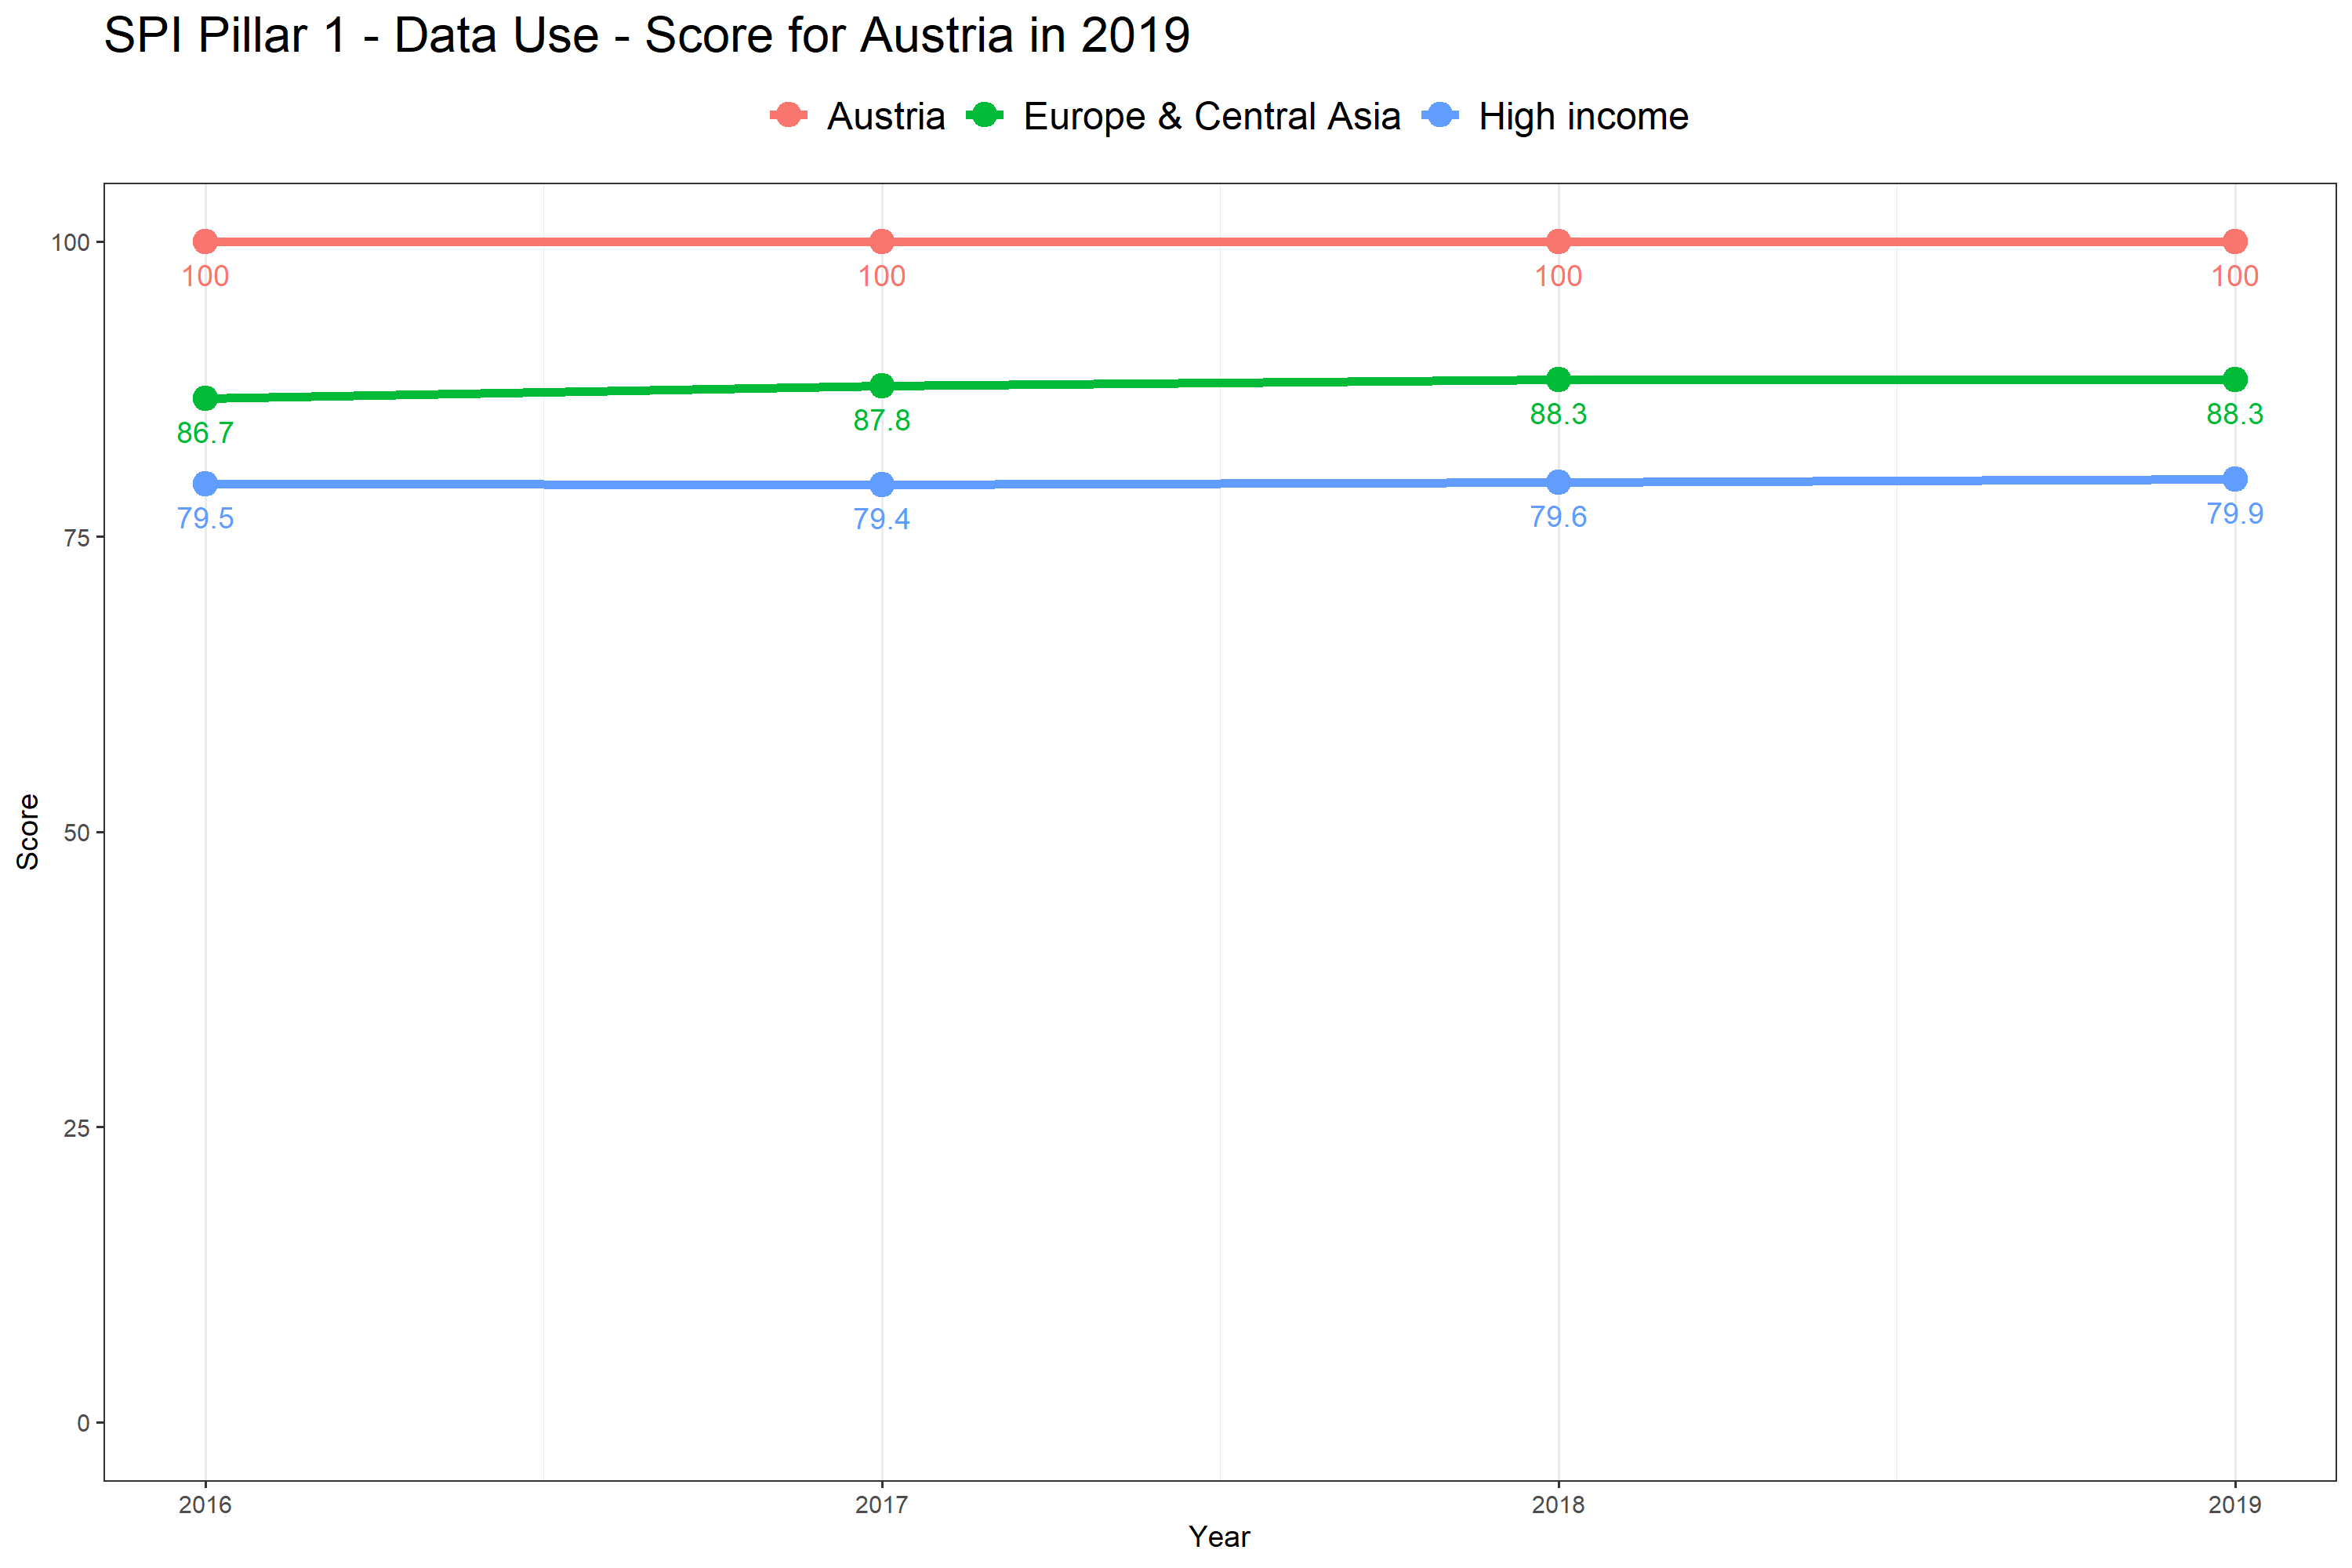 SPI Pillar 1 - Data Use - Score for Austria in 2019
Austria Europe & Central Asia High income
100
100 100 100 100
86.7 87.8 88.3 88.3
79.5 79.4 79.6 79.9
75
50
Score
25
0
2016 2017 2018 2019
Year